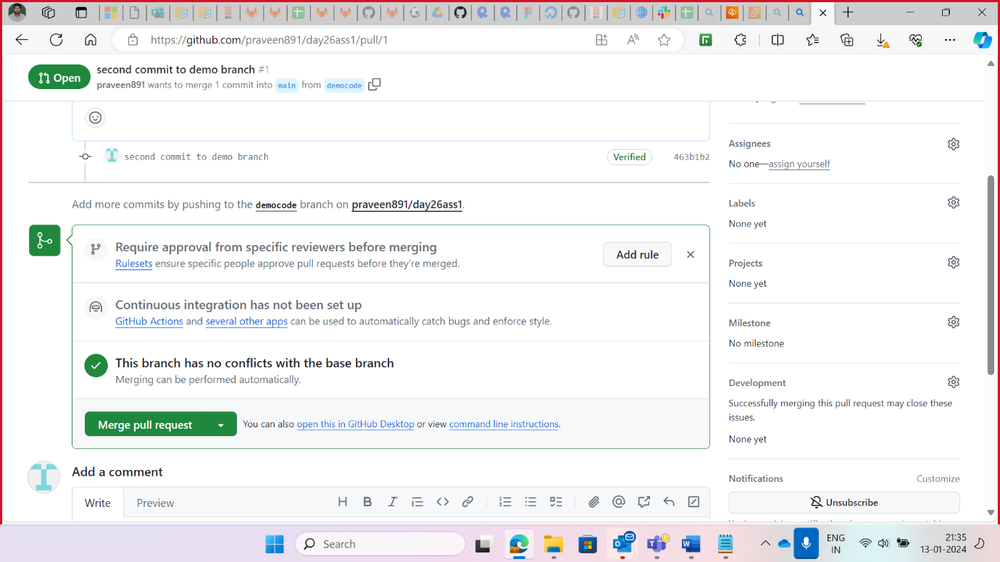 https://github.com/praveen891/day26ass1/pull/1
Open
second commit to demo branch #1
praveen891 wants to merge 1 commit into main from democode
second commit to demo branch
Verified
463b1b2
Add more commits by pushing to the democode branch on praveen891/day26ass1.
Require approval from specific reviewers before merging
Rulesets ensure specific people approve pull requests before they're merged.
Add rule
Continuous integration has not been set up
GitHub Actions and several other apps can be used to automatically catch bugs and enforce style.
This branch has no conflicts with the base branch
Merging can be performed automatically.
Merge pull request
You can also open this in GitHub Desktop or view command line instructions.
Add a comment
Write
Preview
Assignees
No one—assign yourself
Labels
None yet
Projects
None yet
Milestone
No milestone
Development
Successfully merging this pull request may close these
issues.
None yet
Notifications
Customize
Unsubscribe
Search
ENG
IN
21:35
13-01-2024